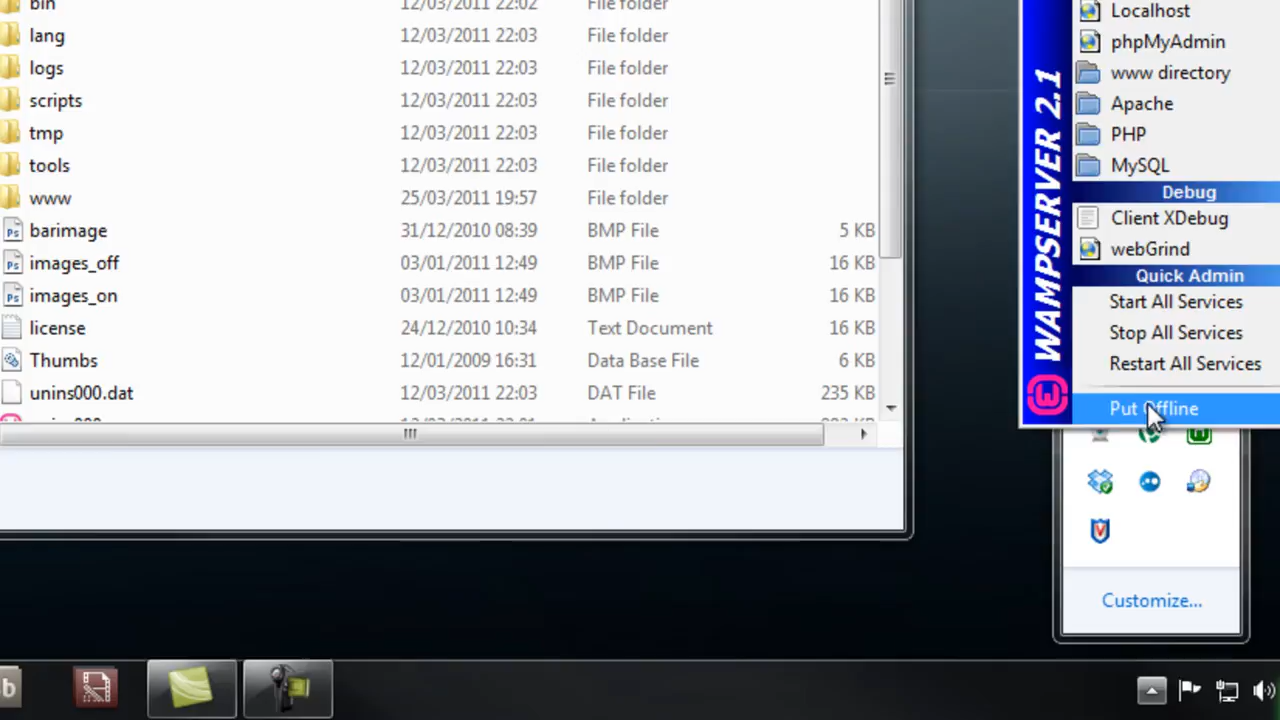 bin 12/03/2011 22:02 File folder
lang 12/03/2011 22:03 File folder
logs 12/03/2011 22:03 File folder
scripts 12/03/2011 22:03 File folder
tmp 12/03/2011 22:03 File folder
tools 12/03/2011 22:03 File folder
www 25/03/2011 19:57 File folder
barimage 31/12/2010 08:39 BMP File 5 KB
images_off 03/01/2011 12:49 BMP File 16 KB
images_on 03/01/2011 12:49 BMP File 16 KB
license 24/12/2010 10:34 Text Document 16 KB
Thumbs 12/01/2009 16:31 Data Base File 6 KB
unins000.dat 12/03/2011 22:03 DAT File 235 KB
WAMPSERVER 2.1
Localhost
phpMyAdmin
www directory
Apache
PHP
MySQL
Debug
Client XDebug
webGrind
Quick Admin
Start All Services
Stop All Services
Restart All Services
Put Offline
Customize...